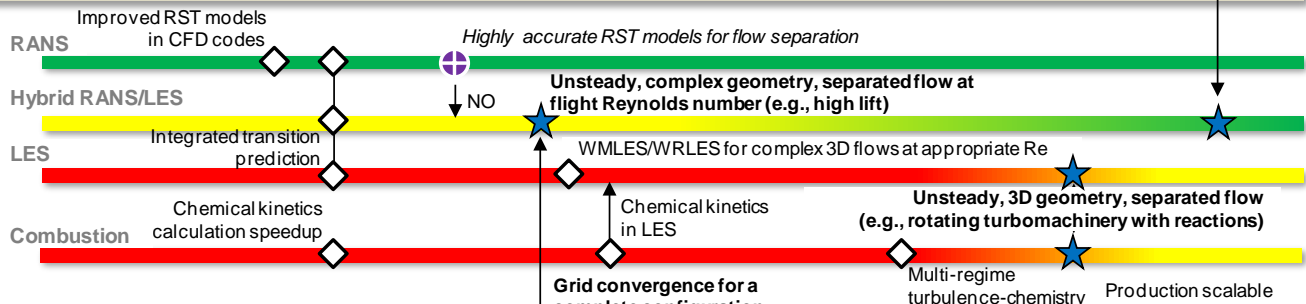 Improved RST models
in CFD codes
RANS
Highly accurate RST models for flow separation
Hybrid RANS/LES
NO
Unsteady, complex geometry, separated flow at
flight Reynolds number (e.g., high lift)
Integrated transition
prediction
LES
WMLES/WRLES for complex 3D flows at appropriate Re
Unsteady, 3D geometry, separated flow
(e.g., rotating turbomachinery with reactions)
Chemical kinetics
calculation speedup
Chemical kinetics
in LES
Combustion
Grid convergence for a
complete configuration
Multi-regime
turbulence-chemistry
Production scalable